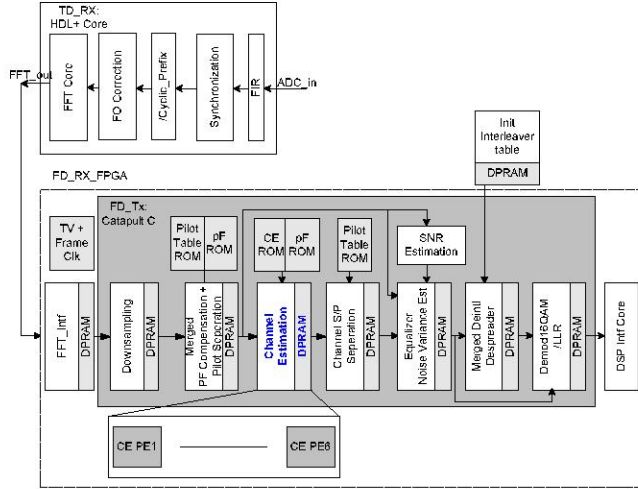 TD_RX:
HDL+ Core
FFT_out
FFT Core
FO Correction
/Cyclic_Prefix
Synchronization
FIR
ADC_in
Init
Interleaver
table
DPRAM
FD_RX_FPGA
FD_Tx:
Catapult C
TV +
Frame
Clk
Pilot
Table
ROM
pF
ROM
CE
ROM
pF
ROM
Pilot
Table
ROM
SNR
Estimation
FFT_Intf
DPRAM
Downsampling
DPRAM
Merged
PF Compensation +
Pilot Seperation
DPRAM
Channel
Estimation
DPRAM
Channel S/P
Seperation
DPRAM
Equalizer
Noise Variance Est
DPRAM
Merged Deintl
Despreader
DPRAM
Demod16QAM
/LLR
DPRAM
DSP Intf Core
CE PE1
CE PE6